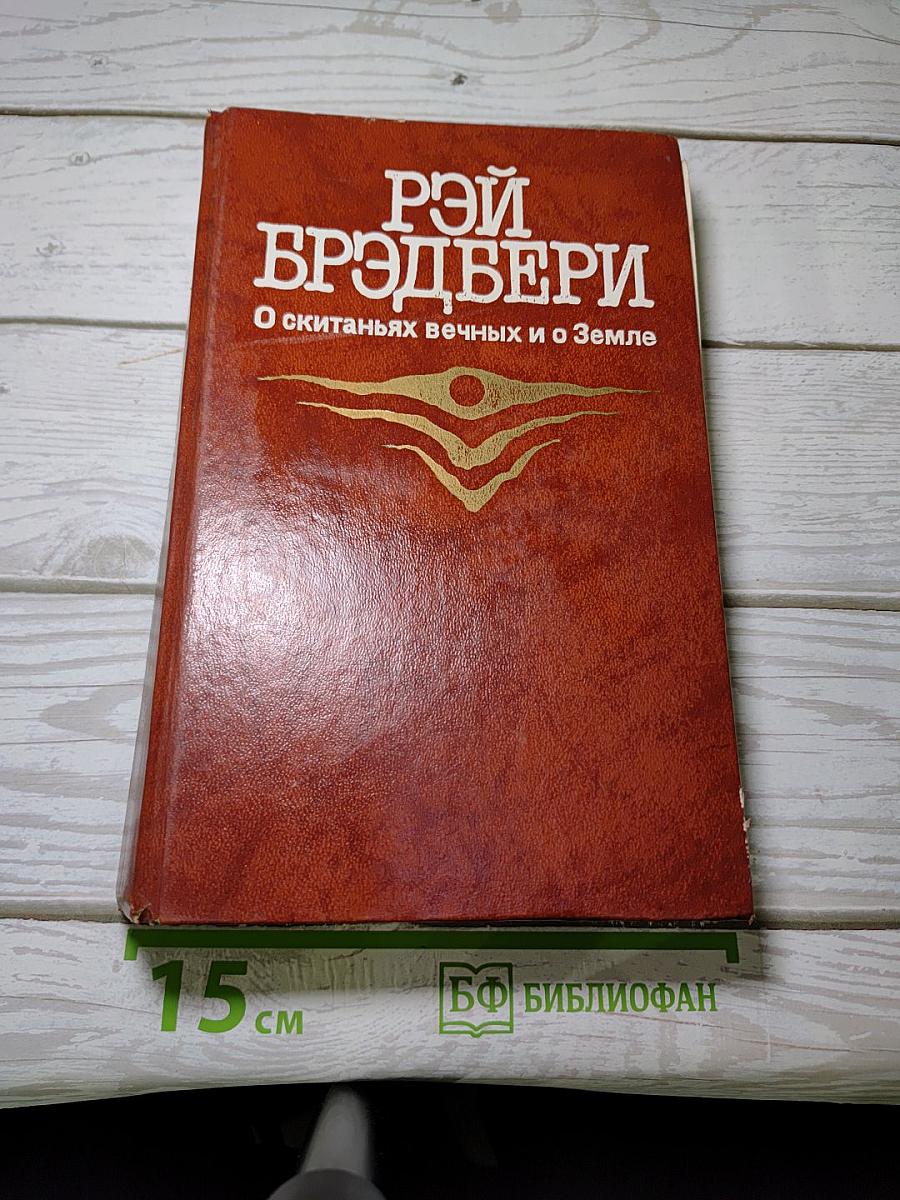 РЭЙ
БРЭДБЕРИ
О скитаньях вечных и о Земле
15 см
БФ БИБЛИОФАН